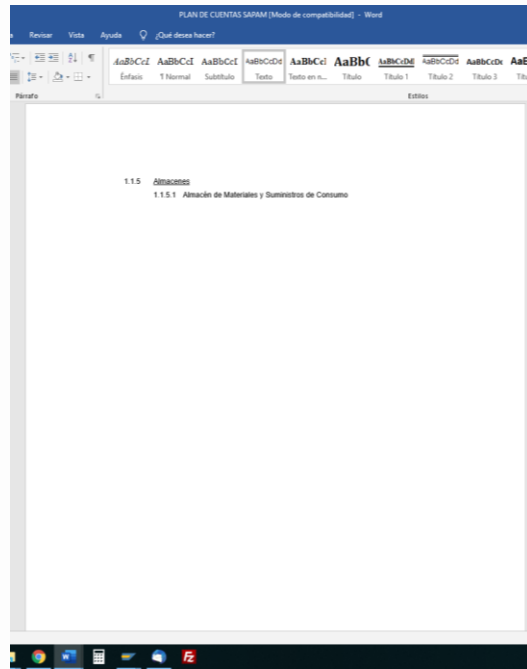 PLAN DE CUENTAS SAPAM [Modo de compatibilidad] - Word
Revisar Vista Ayuda ¿Qué desea hacer?
AaBbCcI AaBbCcI AaBbCcI AaBbCcDd AaBbCcI AaBb( AaBbCcDd AaBbCcDd AaBbCcDc
Énfasis ¶ Normal Subtítulo Texto Texto en n... Título Título 1 Título 2 Título 3
Párrafo Estilos
1.1.5 Almacenes
1.1.5.1 Almacén de Materiales y Suministros de Consumo